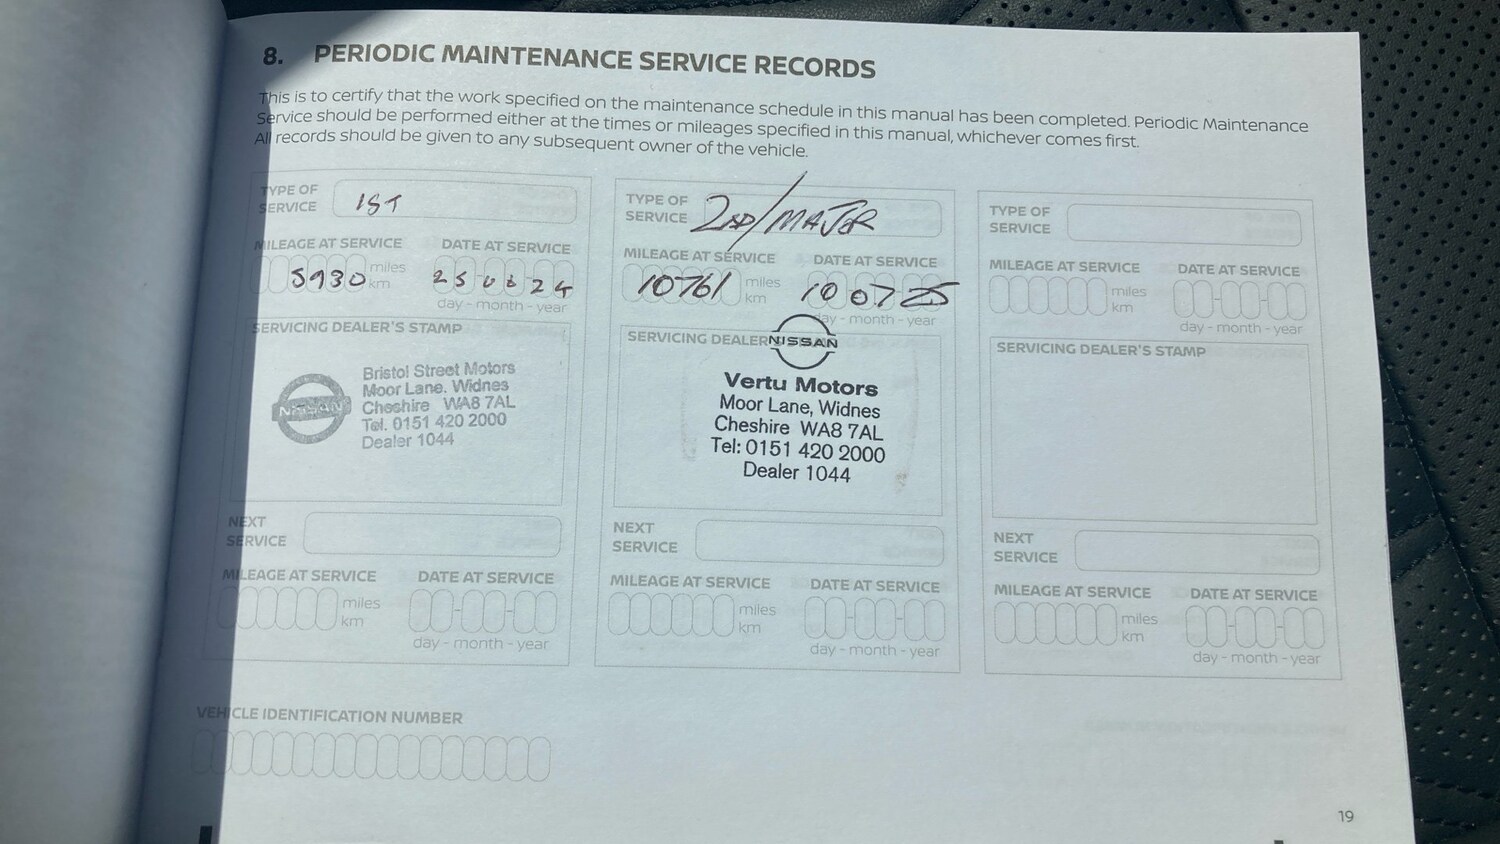 8. PERIODIC MAINTENANCE SERVICE RECORDS
This is to certify that the work specified on the maintenance schedule in this manual has been completed. Periodic Maintenance
Service should be performed either at the times or mileages specified in this manual, whichever comes first.
All records should be given to any subsequent owner of the vehicle.
TYPE OF
SERVICE
1ST
MILEAGE AT SERVICE
DATE AT SERVICE
5930
miles
km
25 06 24
day - month - year
SERVICING DEALER'S STAMP
NISSAN
Bristol Street Motors
Moor Lane. Widnes
Cheshire WA8 7AL
Tel. 0151 420 2000
Dealer 1044
NEXT
SERVICE
MILEAGE AT SERVICE
DATE AT SERVICE
miles
km
day - month - year
TYPE OF
SERVICE
2ND/MAJOR
MILEAGE AT SERVICE
DATE AT SERVICE
10761
miles
km
10 07 25
day - month - year
SERVICING DEALER
NISSAN
Vertu Motors
Moor Lane, Widnes
Cheshire WA8 7AL
Tel: 0151 420 2000
Dealer 1044
NEXT
SERVICE
MILEAGE AT SERVICE
DATE AT SERVICE
miles
km
day - month - year
TYPE OF
SERVICE
MILEAGE AT SERVICE
DATE AT SERVICE
miles
km
day - month - year
SERVICING DEALER'S STAMP
NEXT
SERVICE
MILEAGE AT SERVICE
DATE AT SERVICE
miles
km
day - month - year
VEHICLE IDENTIFICATION NUMBER
19